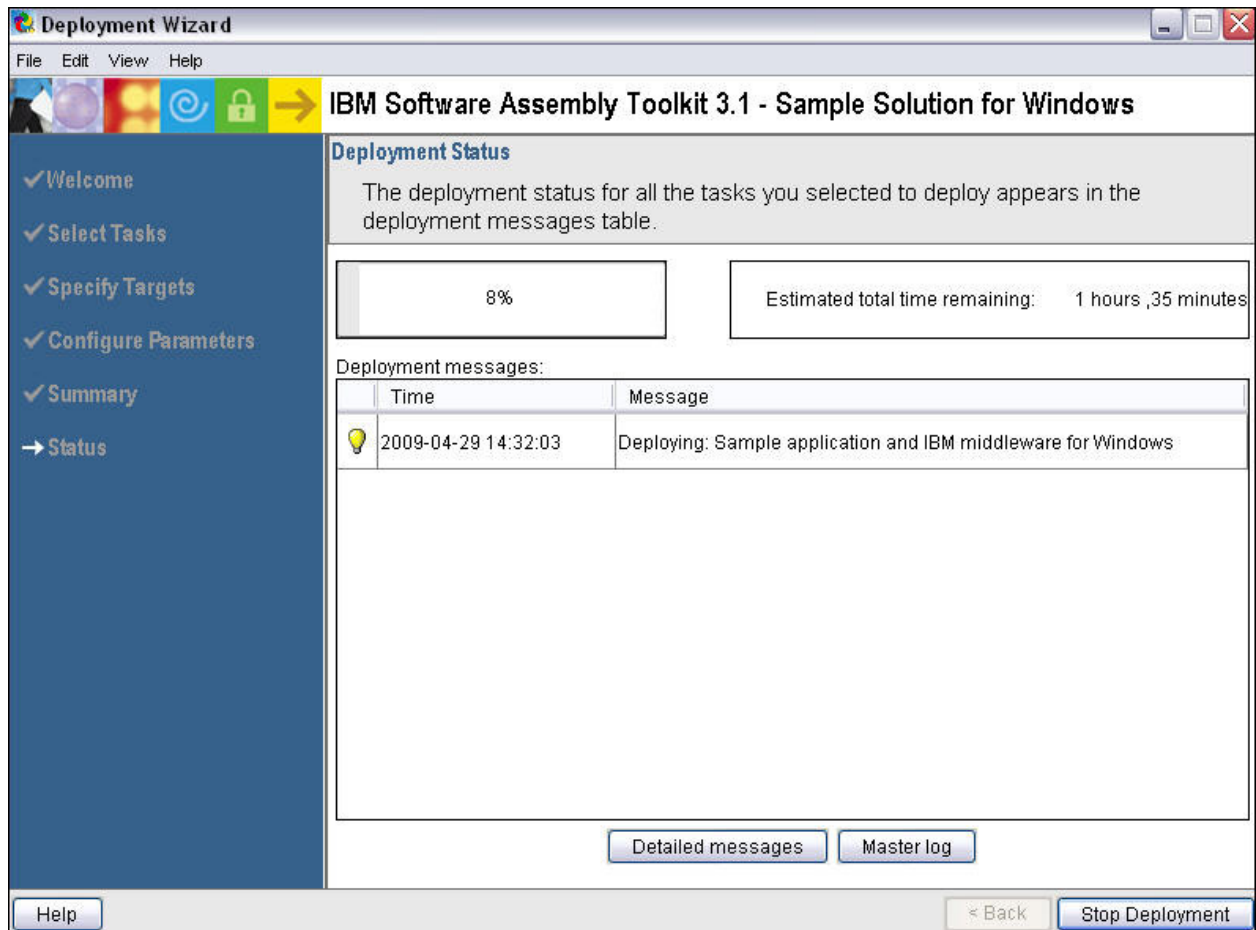 Deployment Wizard
File Edit View Help
IBM Software Assembly Toolkit 3.1 - Sample Solution for Windows
Welcome
Select Tasks
Specify Targets
Configure Parameters
Summary
Status
Deployment Status
The deployment status for all the tasks you selected to deploy appears in the
deployment messages table.
8%
Estimated total time remaining: 1 hours ,35 minutes
Deployment messages:
Time Message
2009-04-29 14:32:03 Deploying: Sample application and IBM middleware for Windows
Detailed messages Master log
Help < Back Stop Deployment